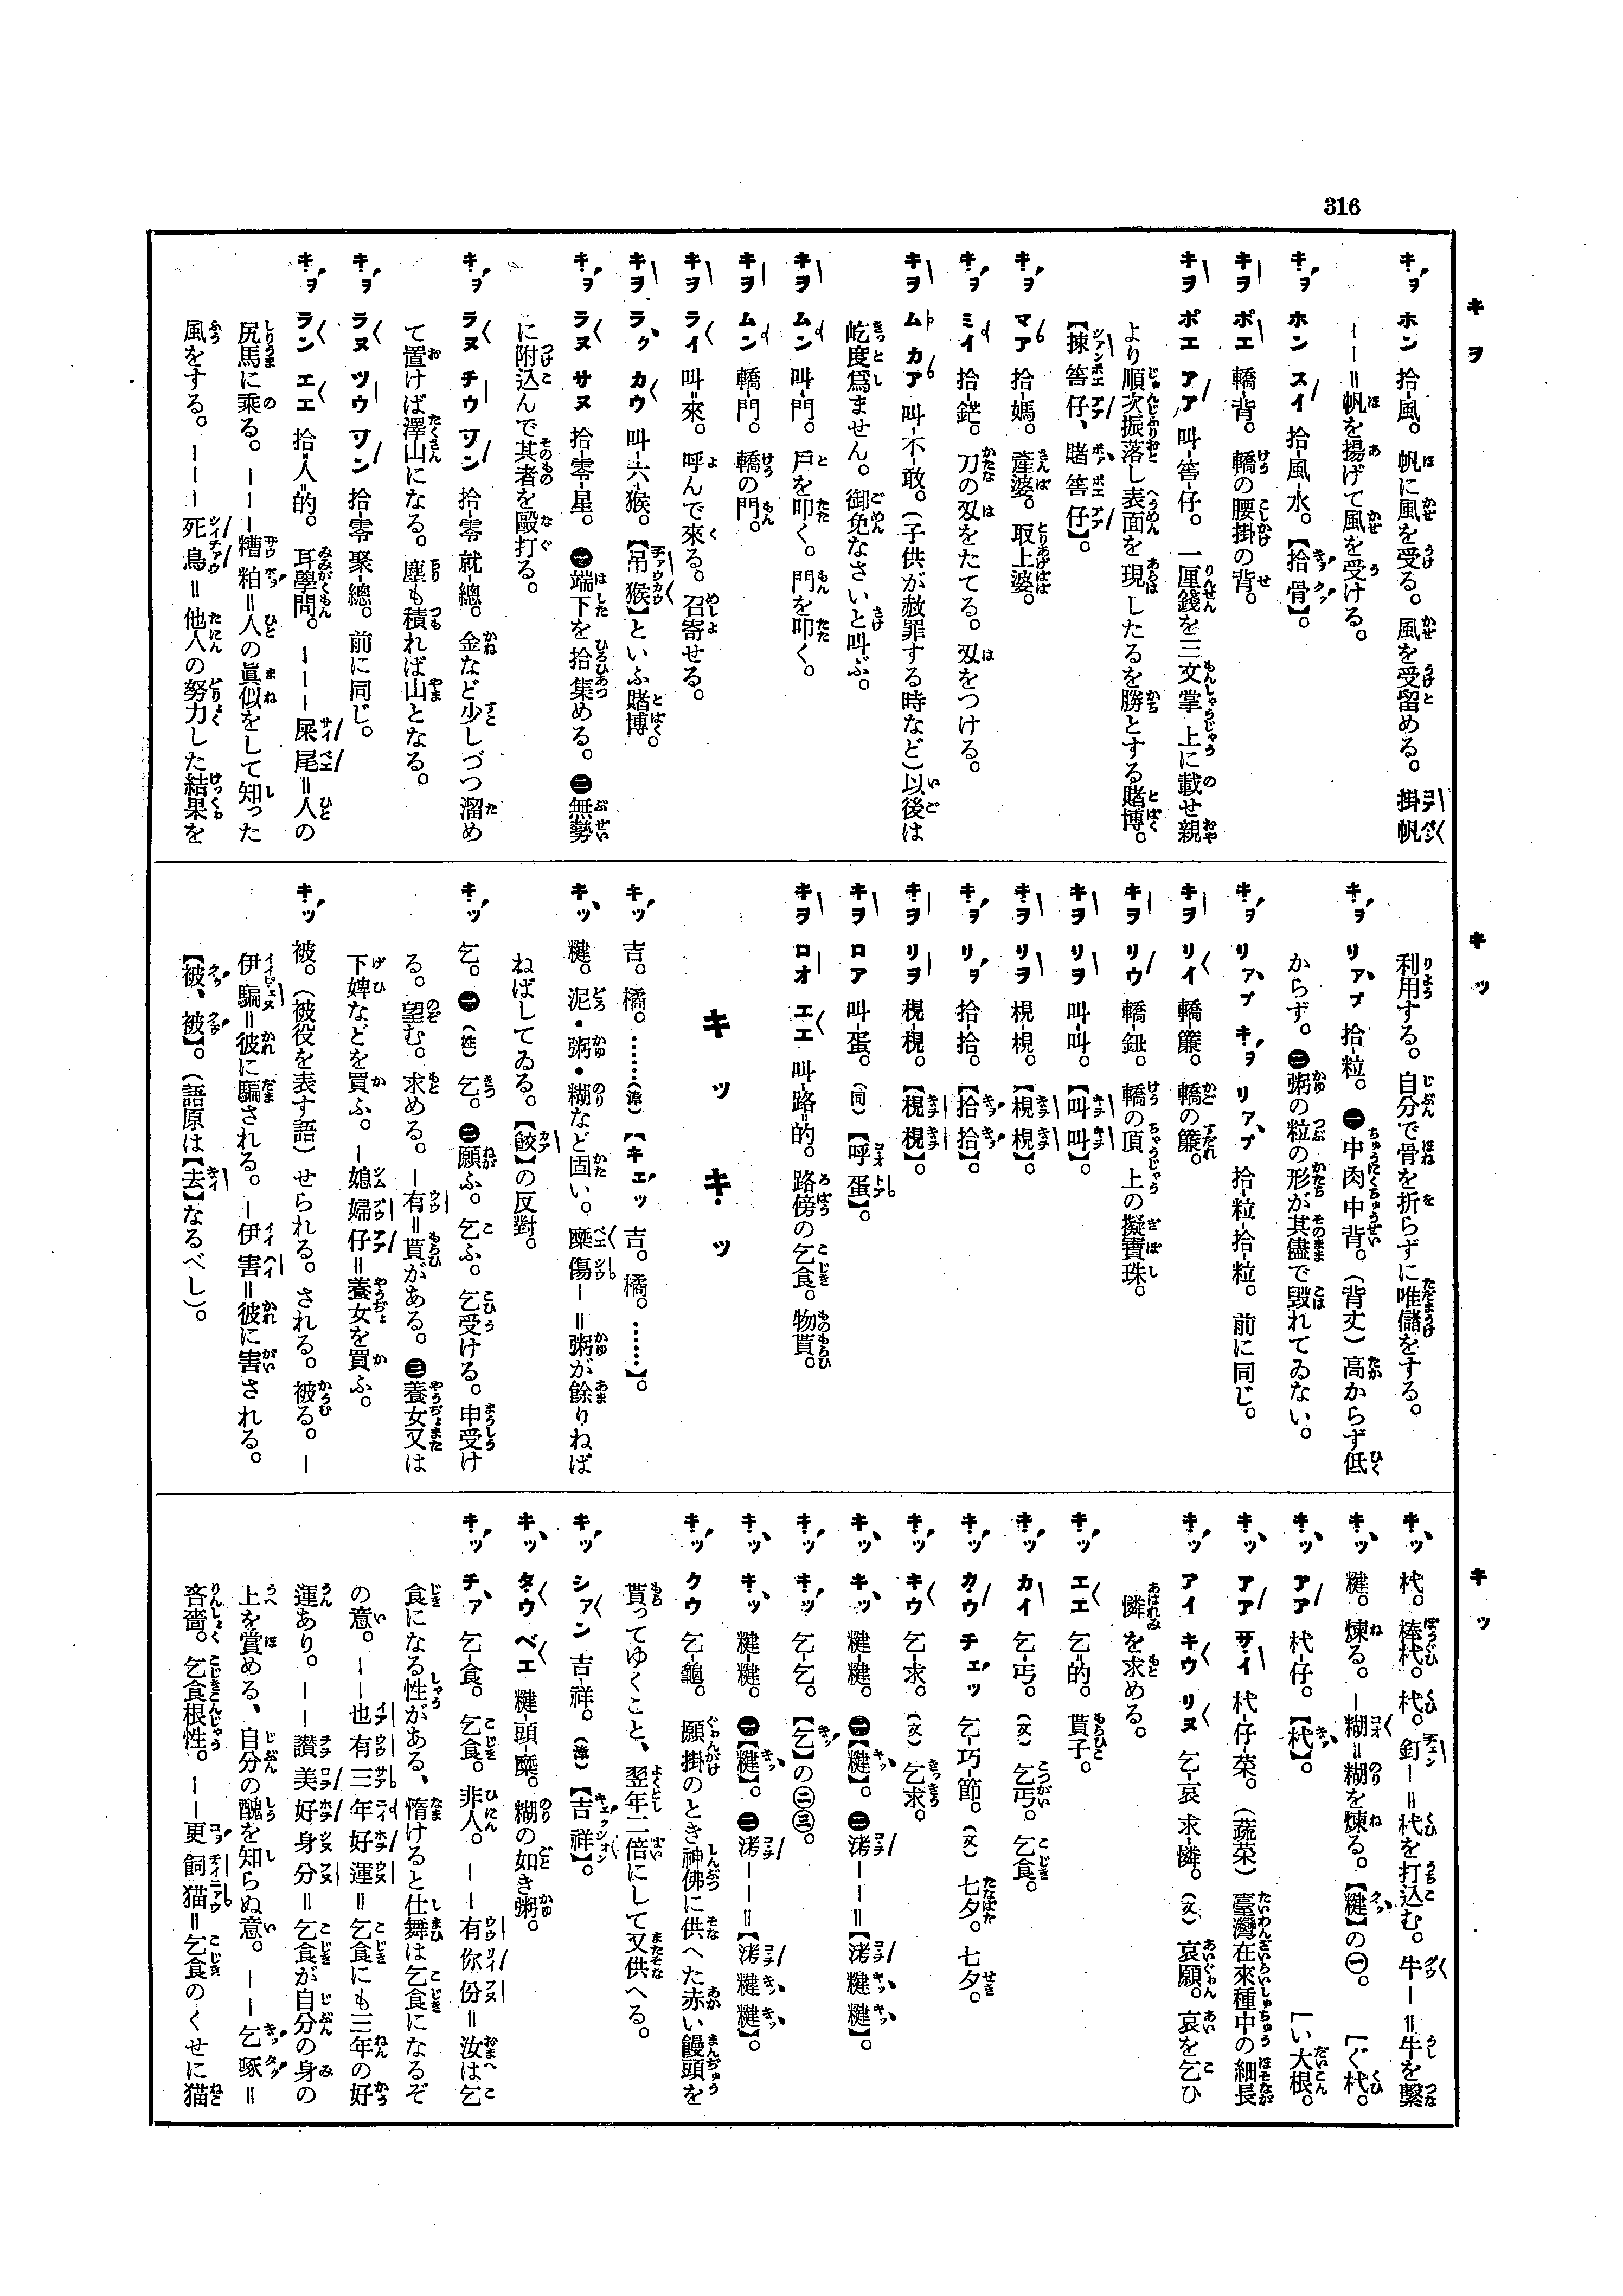 316
キヲ
キッ
キッ
キヲ ホン 拾-風。帆に風を受る。風を受留める。掛帆
－－＝帆を揚げて風を受ける。
キヲ ホン スイ 拾-風-水。【拾骨】。
キヲ ポエ 轎-背。轎の腰掛の背。
キヲ ポエ アア 叫-筶-仔。一厘錢を三文掌上に載せ親
より順次振落し表面を現したるを勝とする賭博。
【揀筶仔、賭筶仔】。
キヲ マア 拾-媽。產婆。取上婆。
キヲ ミイ 拾-鋩。刀の刄をたてる。刄をつける。
キヲ ム カア 叫-不-敢。（子供が赦罪する時など）以後は
屹度爲ません。御免なさいと叫ぶ。
キヲ ムン 叫-門。戶を叩く。門を叩く。
キヲ ムン 轎-門。轎の門。
キヲ ライ 叫=來。呼んで來る。召寄せる。
キヲ ラク カウ 叫-六-猴。【吊猴】といふ賭博。
キヲ ラヌ サヌ 拾-零-星。㊀端下を拾集める。㊁無勢
に附込んで其者を毆打る。
キヲ ラヌ チウ ツン 拾-零 就-總。金など少しづつ溜め
て置けば澤山になる。塵も積れば山となる。
キヲ ラヌ ツウ ツン 拾-零 聚-總。前に同じ。
キヲ ラン エエ 拾=人=的。耳學問。－－－屎尾＝人の
尻馬に乘る。－－－糟粕＝人の眞似をして知った
風をする。－－－死鳥＝他人の努力した結果を
利用する。自分で骨を折らずに唯儲をする。
キヲ リアプ 拾-粒。㊀中肉中背。（背丈）高からず低
からず。㊁粥の粒の形が其儘で毀れてゐない。
キヲ リアプ キヲ リアプ 拾-粒-拾-粒。前に同じ。
キヲ リイ 轎-簾。轎の簾。
キヲ リウ 轎-鈕。轎の頂上の擬寶珠。
キヲ リヲ 叫-叫。【叫叫】。
キヲ リヲ 梘-梘。【梘梘】。
キヲ リヲ 拾-拾。【拾拾】。
キヲ リヲ 梘-梘。【梘梘】。
キヲ ロア 叫-蛋。（同）【呼蛋】。
キヲ ロオ エエ 叫-路=的。路傍の乞食。物貰。
キッ キッ
キッ 吉。橘。……（漳）【キェッ 吉。橘。……】。
キッ 𥻿。泥・粥・糊など固い。糜傷－＝粥が餘りねば
ねばしてゐる。【餃】の反對。
キッ 乞。㊀（姓）乞。㊁願ふ。乞ふ。乞受ける。申受け
る。望む。求める。－有＝貰がある。㊂養女又は
下婢などを買ふ。－媳婦仔＝養女を買ふ。
キッ 被。（被役を表す語）せられる。される。被る。－
伊騙＝彼に騙される。－伊害＝彼に害される。
【被、被】。（語原は【去】なるべし）。
キッ 杙。棒杙。杙。釘－＝杙を打込む。牛－＝牛を繫
ぐ杙。
キッ 𥻿。煉る。－糊＝糊を煉る。【𥻿】の㊀。
キッ アア 杙-仔。【杙】。
キッ アア サイ 杙-仔-菜。（蔬菜）臺灣在來種中の細長
い大根。
キッ アイ キウ リヌ 乞-哀 求-憐。（文）哀願。哀を乞ひ
憐を求める。
キッ エエ 乞=的。貰子。
キッ カイ 乞-丐。（文）乞丐。乞食。
キッ カウ チェッ 乞-巧-節。（文）七夕。七夕。
キッ キウ 乞-求。（文）乞求。
キッ キッ 𥻿-𥻿。㊀【𥻿】。㊁渚－－＝【渚𥻿𥻿】。
キッ キッ 乞-乞。【乞】の㊁㊂。
キッ キッ 𥻿-𥻿。㊀【𥻿】。㊁渚－－＝【渚𥻿𥻿】。
キッ クウ 乞-龜。願掛のとき神佛に供へた赤い饅頭を
貰ってゆくこと、翌年二倍にして又供へる。
キッ シアン 吉-祥。（漳）【吉祥】。
キッ タウ ベエ 𥻿-頭-糜。糊の如き粥。
キッ チア 乞-食。乞食。非人。－－有你份＝汝は乞
食になる性がある、惰けると仕舞は乞食になるぞ
の意。－－也有三年好運＝乞食にも三年の好
運あり。－－讃美好身分＝乞食が自分の身の
上を賞める、自分の醜を知らぬ意。－－乞啄＝
吝嗇。乞食根性。－－更飼猫＝乞食のくせに猫